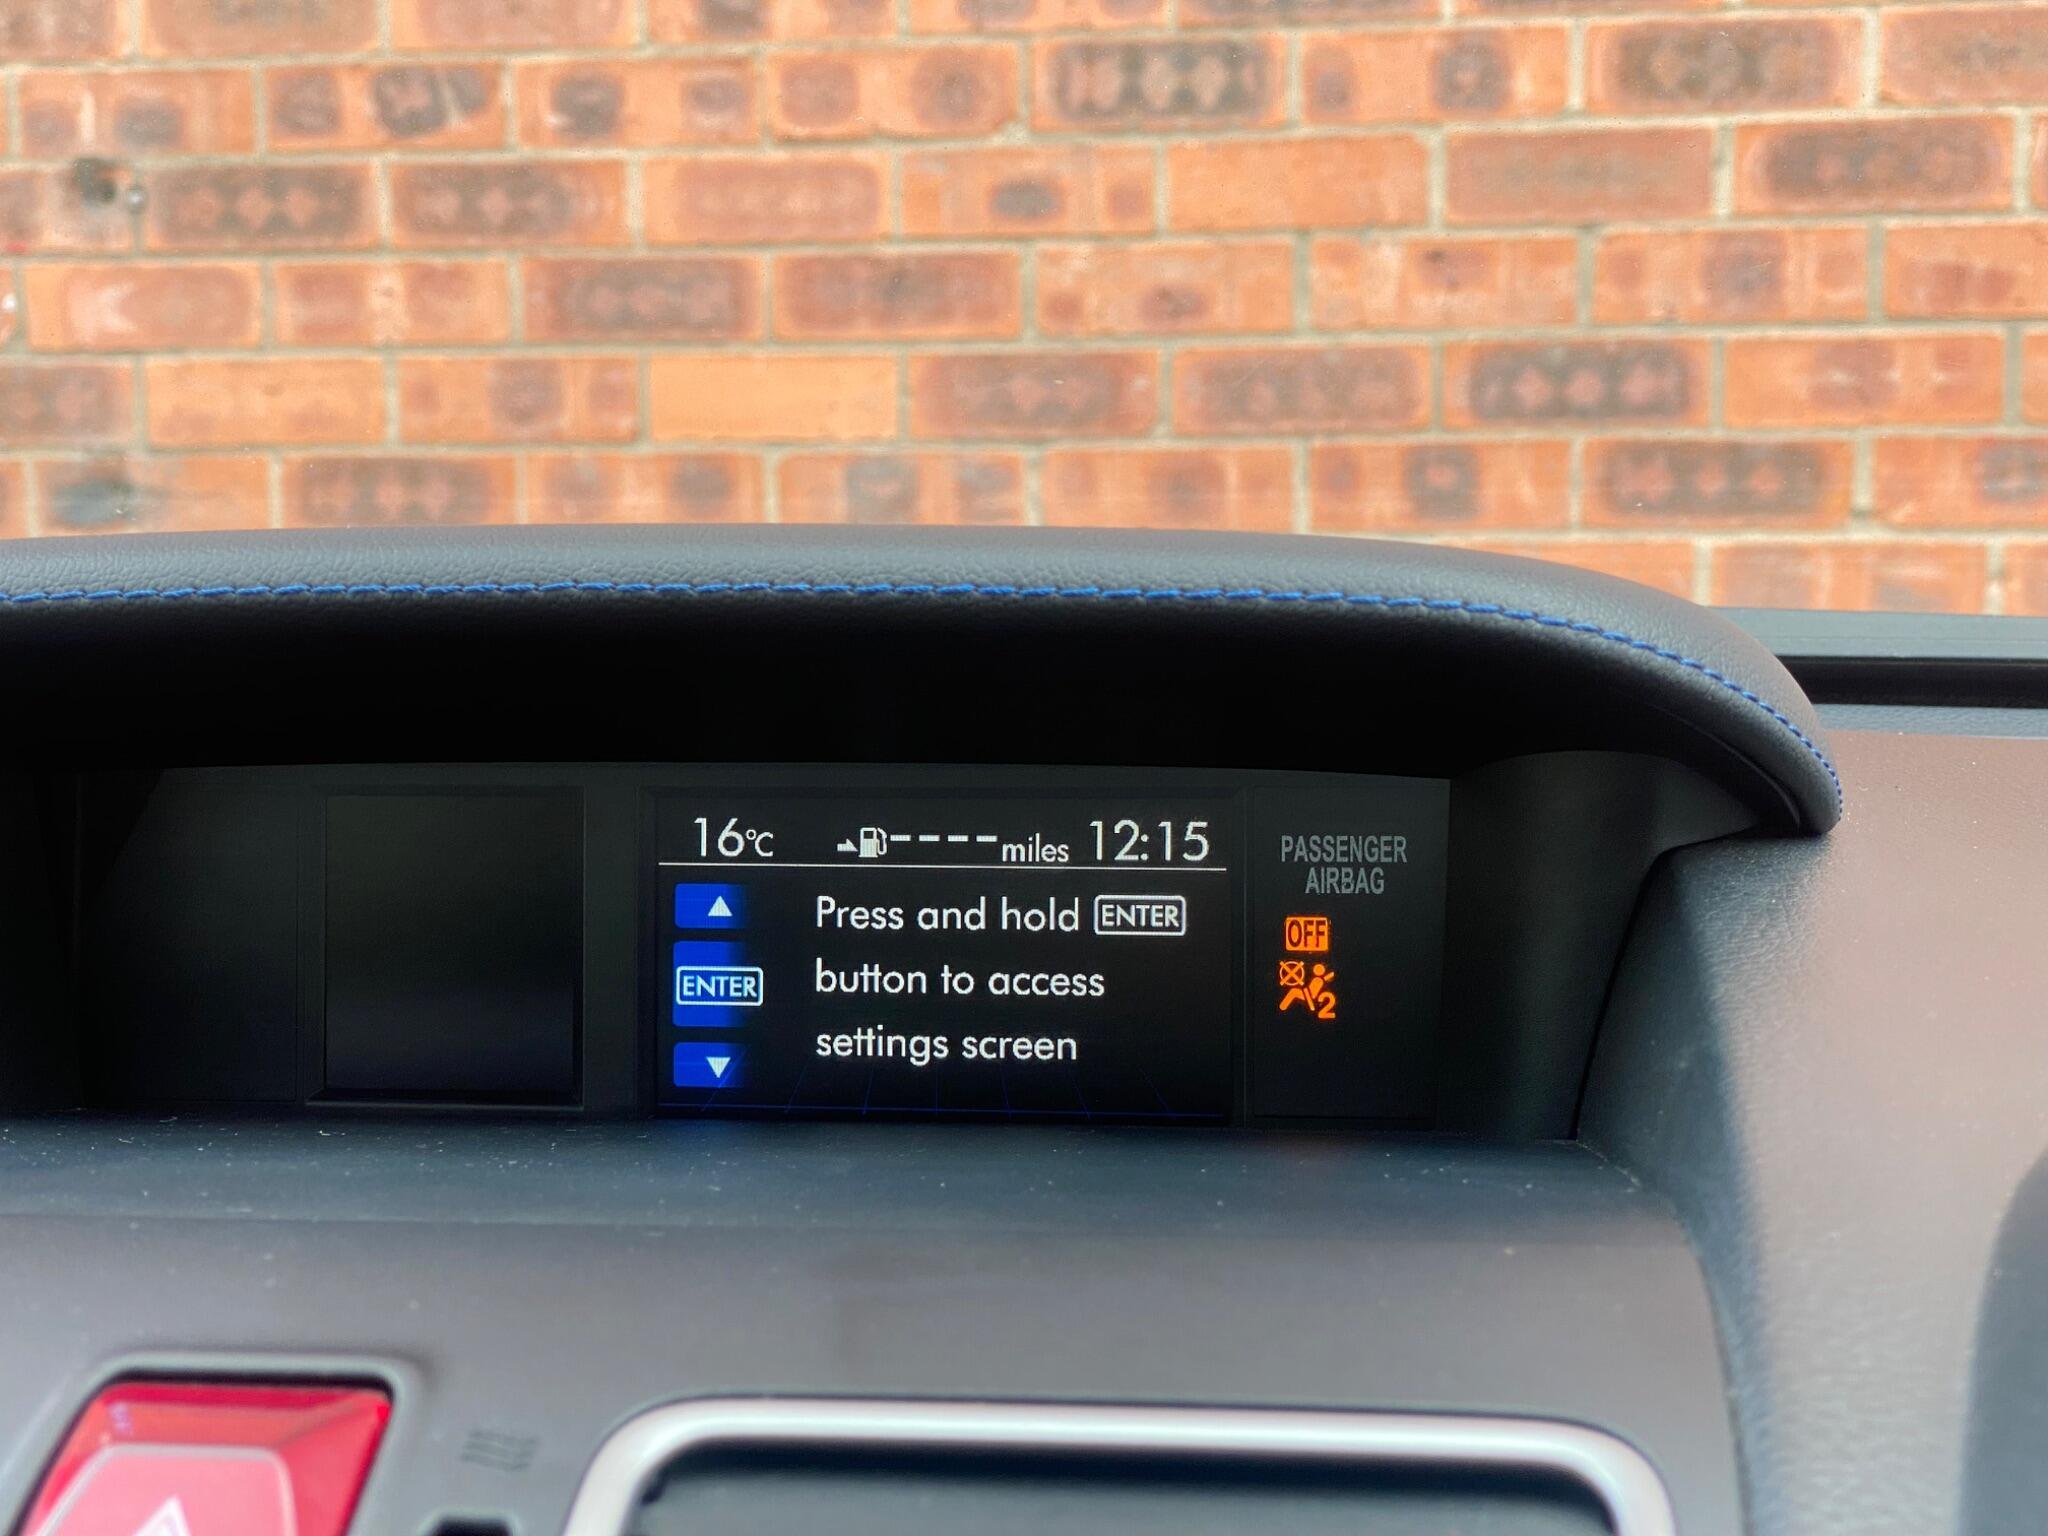 16°C ----miles 12:15
Press and hold ENTER
button to access
settings screen
ENTER
PASSENGER
AIRBAG
OFF
2